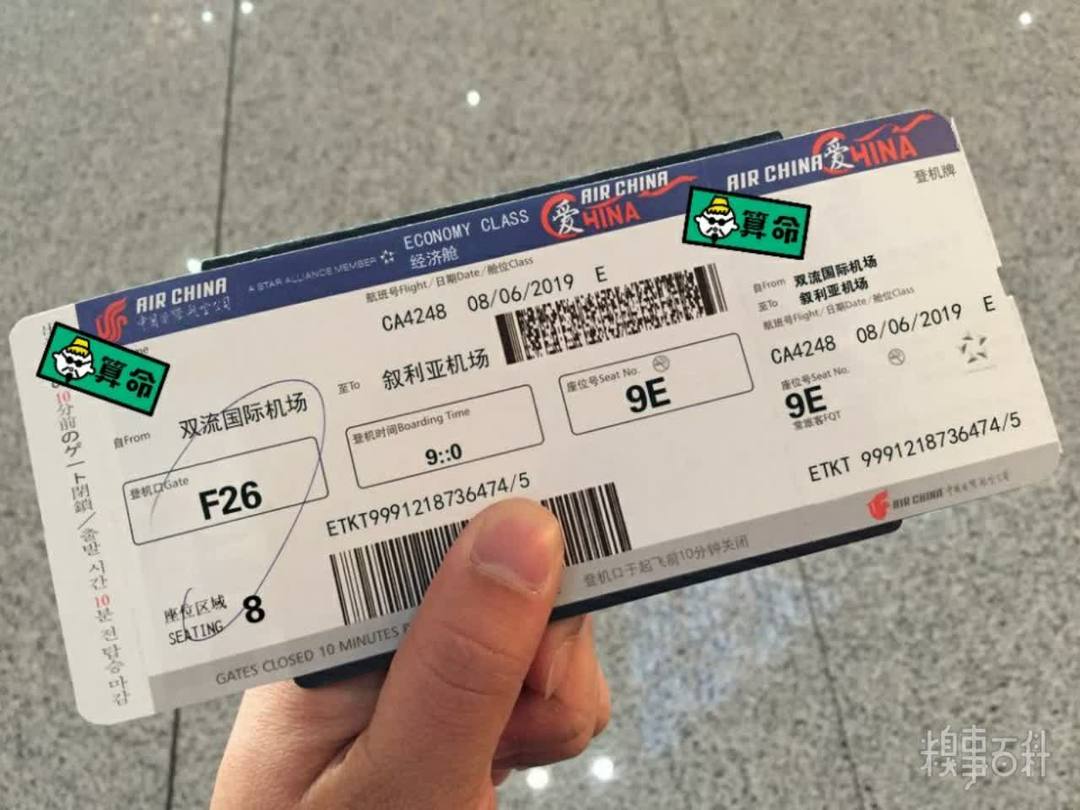 AIR CHINA
中国国际航空公司
A STAR ALLIANCE MEMBER
ECONOMY CLASS
经济舱
AIR CHINA
爱 CHINA
AIR CHINA
爱 CHINA
登机牌
算命
算命
10分前のゲート閉鎖/출발 시간 10분 전 탑승 마감
航班号Flight/日期Date/舱位Class
CA4248 08/06/2019 E
自From 双流国际机场
至To 叙利亚机场
登机口Gate
F26
登机时间Boarding Time
9::0
座位号Seat No.
9E
ETKT9991218736474/5
座位区域
SEATING 8
GATES CLOSED 10 MINUTES
登机口于起飞前10分钟关闭
自From 双流国际机场
至To 叙利亚机场
航班号Flight/日期Date/舱位Class
CA4248 08/06/2019 E
座位号Seat No.
9E
常旅客FQT
ETKT 9991218736474/5
AIR CHINA 中国国际航空公司
糗事百科